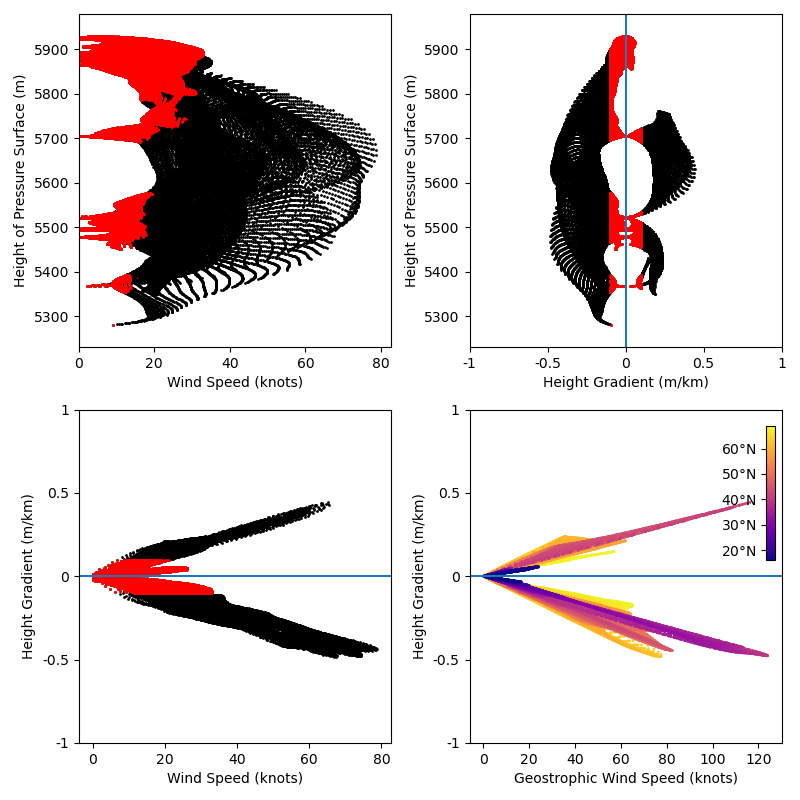 Height of Pressure Surface (m)
5900
5800
5700
5600
5500
5400
5300
0 20 40 60 80
Wind Speed (knots)
Height of Pressure Surface (m)
5900
5800
5700
5600
5500
5400
5300
-1 -0.5 0 0.5 1
Height Gradient (m/km)
Height Gradient (m/km)
1
0.5
0
-0.5
-1
0 20 40 60 80
Wind Speed (knots)
Height Gradient (m/km)
1
0.5
0
-0.5
-1
60°N
50°N
40°N
30°N
20°N
0 20 40 60 80 100 120
Geostrophic Wind Speed (knots)